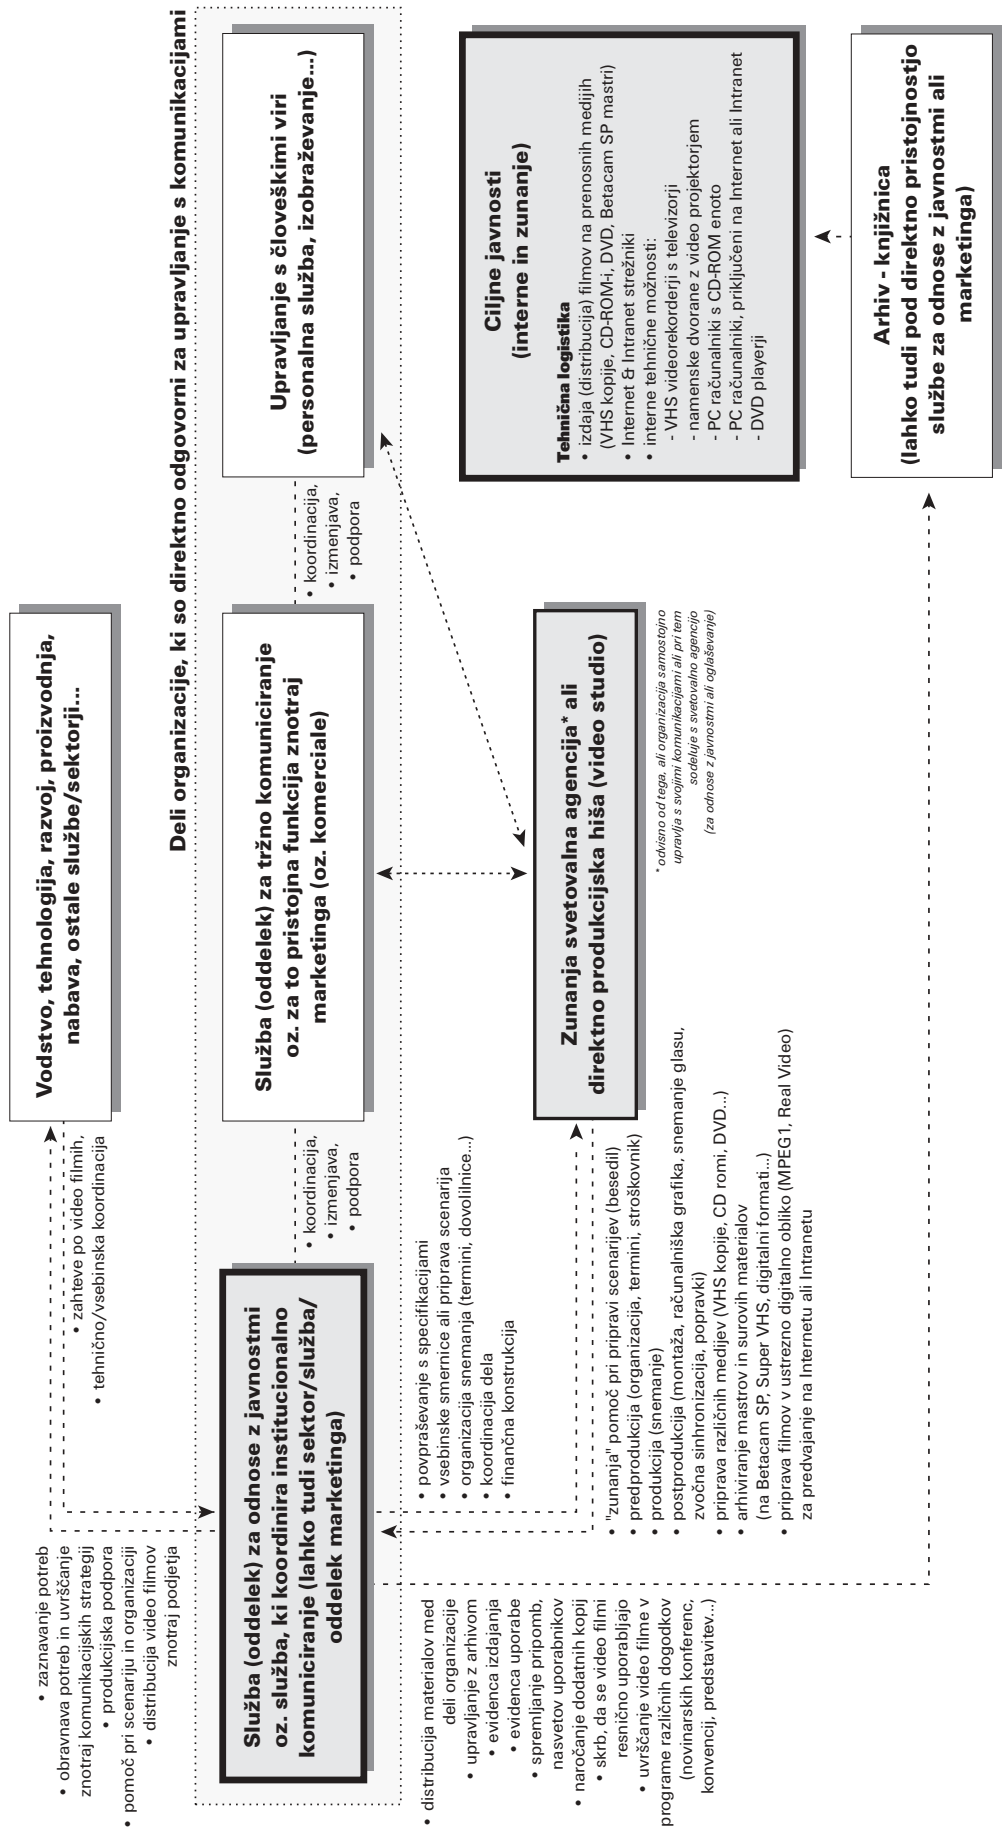 Vodstvo, tehnologija, razvoj, proizvodnja,
nabava, ostale službe/sektorji...
• zahteve po video filmih,
• tehnično/vsebinska koordinacija
• zaznavanje potreb
• obravnava potreb in uvrščanje
znotraj komunikacijskih strategij
• produkcijska podpora
• pomoč pri scenariju in organizaciji
• distribucija video filmov
znotraj podjetja
Deli organizacije, ki so direktno odgovorni za upravljanje s komunikacijami
Služba (oddelek) za odnose z javnostmi
oz. služba, ki koordinira institucionalno
komuniciranje (lahko tudi sektor/služba/
oddelek marketinga)
• koordinacija,
• izmenjava,
• podpora
Služba (oddelek) za tržno komuniciranje
oz. za to pristojna funkcija znotraj
marketinga (oz. komerciale)
• koordinacija,
• izmenjava,
• podpora
Upravljanje s človeškimi viri
(personalna služba, izobraževanje...)
• distribucija materialov med
deli organizacije
• upravljanje z arhivom
• evidenca izdajanja
• evidenca uporabe
• spremljanje pripomb,
nasvetov uporabnikov
• naročanje dodatnih kopij
• skrb, da se video filmi
resnično uporabljajo
• uvrščanje video filme v
programe različnih dogodkov
(novinarskih konferenc,
konvencij, predstavitev...)
• povpraševanje s specifikacijami
• vsebinske smernice ali priprava scenarija
• organizacija snemanja (termini, dovolilnice...)
• koordinacija dela
• finančna konstrukcija
• "zunanja" pomoč pri pripravi scenarijev (besedil)
• predprodukcija (organizacija, termini, stroškovnik)
• produkcija (snemanje)
• postprodukcija (montaža, računalniška grafika, snemanje glasu,
zvočna sinhronizacija, popravki)
• priprava različnih medijev (VHS kopije, CD romi, DVD...)
• arhiviranje mastrov in surovih materialov
(na Betacam SP, Super VHS, digitalni formati...)
• priprava filmov v ustrezno digitalno obliko (MPEG1, Real Video)
za predvajanje na Internetu ali Intranetu
Zunanja svetovalna agencija* ali
direktno produkcijska hiša (video studio)
* odvisno od tega, ali organizacija samostojno
upravlja s svojimi komunikacijami ali pri tem
sodeluje s svetovalno agencijo
(za odnose z javnostmi ali oglaševanje)
Ciljne javnosti
(interne in zunanje)
Tehnična logistika
• izdaja (distribucija) filmov na prenosnih medijih
(VHS kopije, CD-ROM-i, DVD, Betacam SP mastri)
• Internet & Intranet strežniki
• interne tehnične možnosti:
- VHS videorekorderji s televizorji
- namenske dvorane z video projektorjem
- PC računalniki s CD-ROM enoto
- PC računalniki, priključeni na Internet ali Intranet
- DVD playerji
Arhiv - knjižnica
(lahko tudi pod direktno pristojnostjo
službe za odnose z javnostmi ali
marketinga)